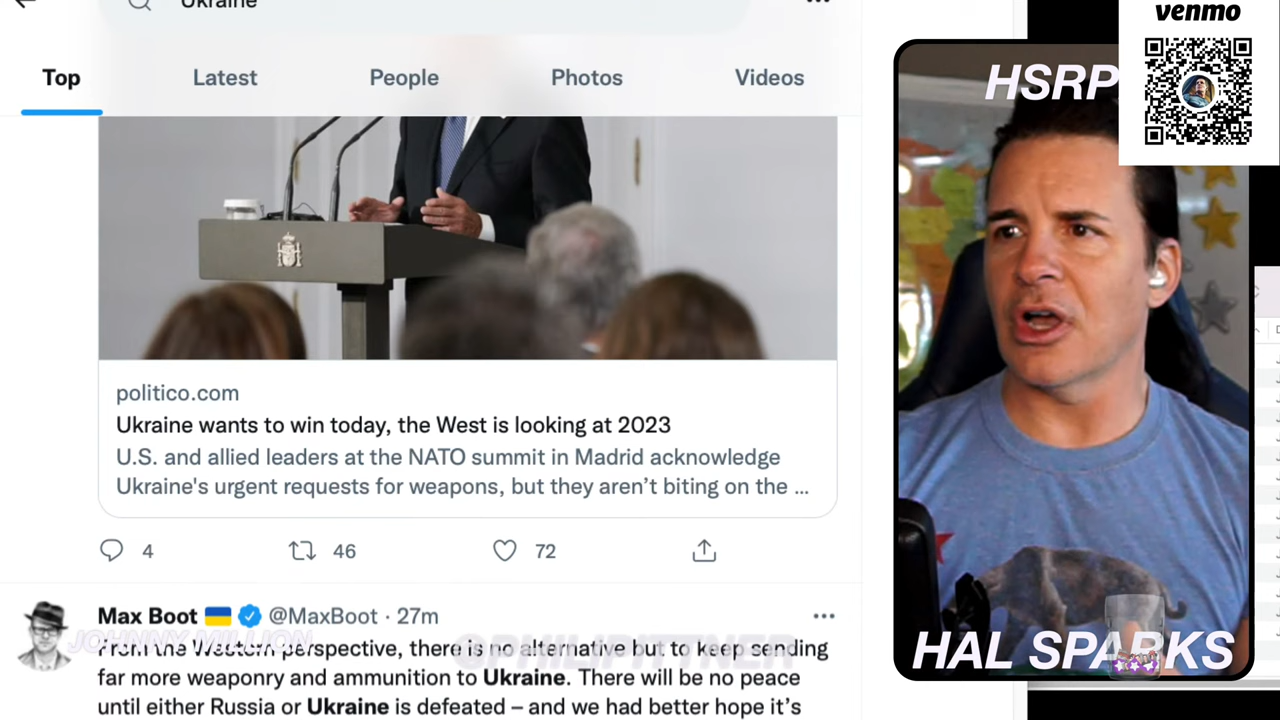 Ukraine
Top
Latest
People
Photos
Videos
politico.com
Ukraine wants to win today, the West is looking at 2023
U.S. and allied leaders at the NATO summit in Madrid acknowledge
Ukraine's urgent requests for weapons, but they aren’t biting on the ...
4
46
72
Max Boot 🇺🇦 @MaxBoot · 27m
From the Western perspective, there is no alternative but to keep sending
far more weaponry and ammunition to Ukraine. There will be no peace
until either Russia or Ukraine is defeated – and we had better hope it’s
JOHNNY MILLION
@PHILIPITTNER
venmo
HSRP
HAL SPARKS